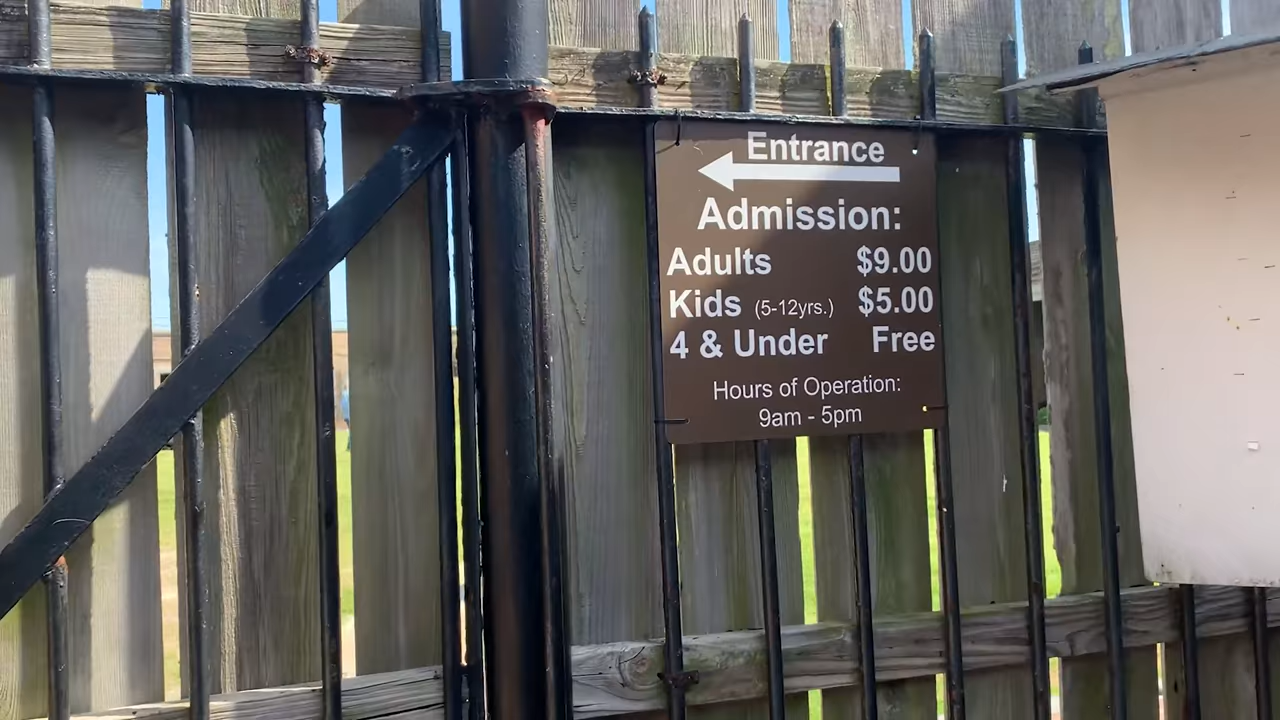 Entrance
Admission:
Adults $9.00
Kids (5-12yrs.) $5.00
4 & Under Free
Hours of Operation:
9am - 5pm